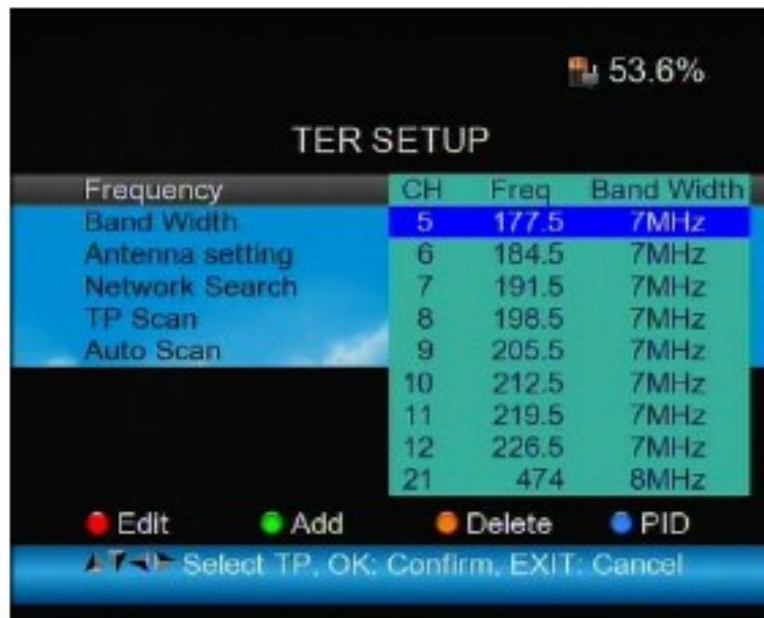 53.6%
TER SETUP
Frequency
Band Width
Antenna setting
Network Search
TP Scan
Auto Scan
CH Freq Band Width
5 177.5 7MHz
6 184.5 7MHz
7 191.5 7MHz
8 198.5 7MHz
9 205.5 7MHz
10 212.5 7MHz
11 219.5 7MHz
12 226.5 7MHz
21 474 8MHz
Edit Add Delete PID
Select TP, OK: Confirm, EXIT: Cancel